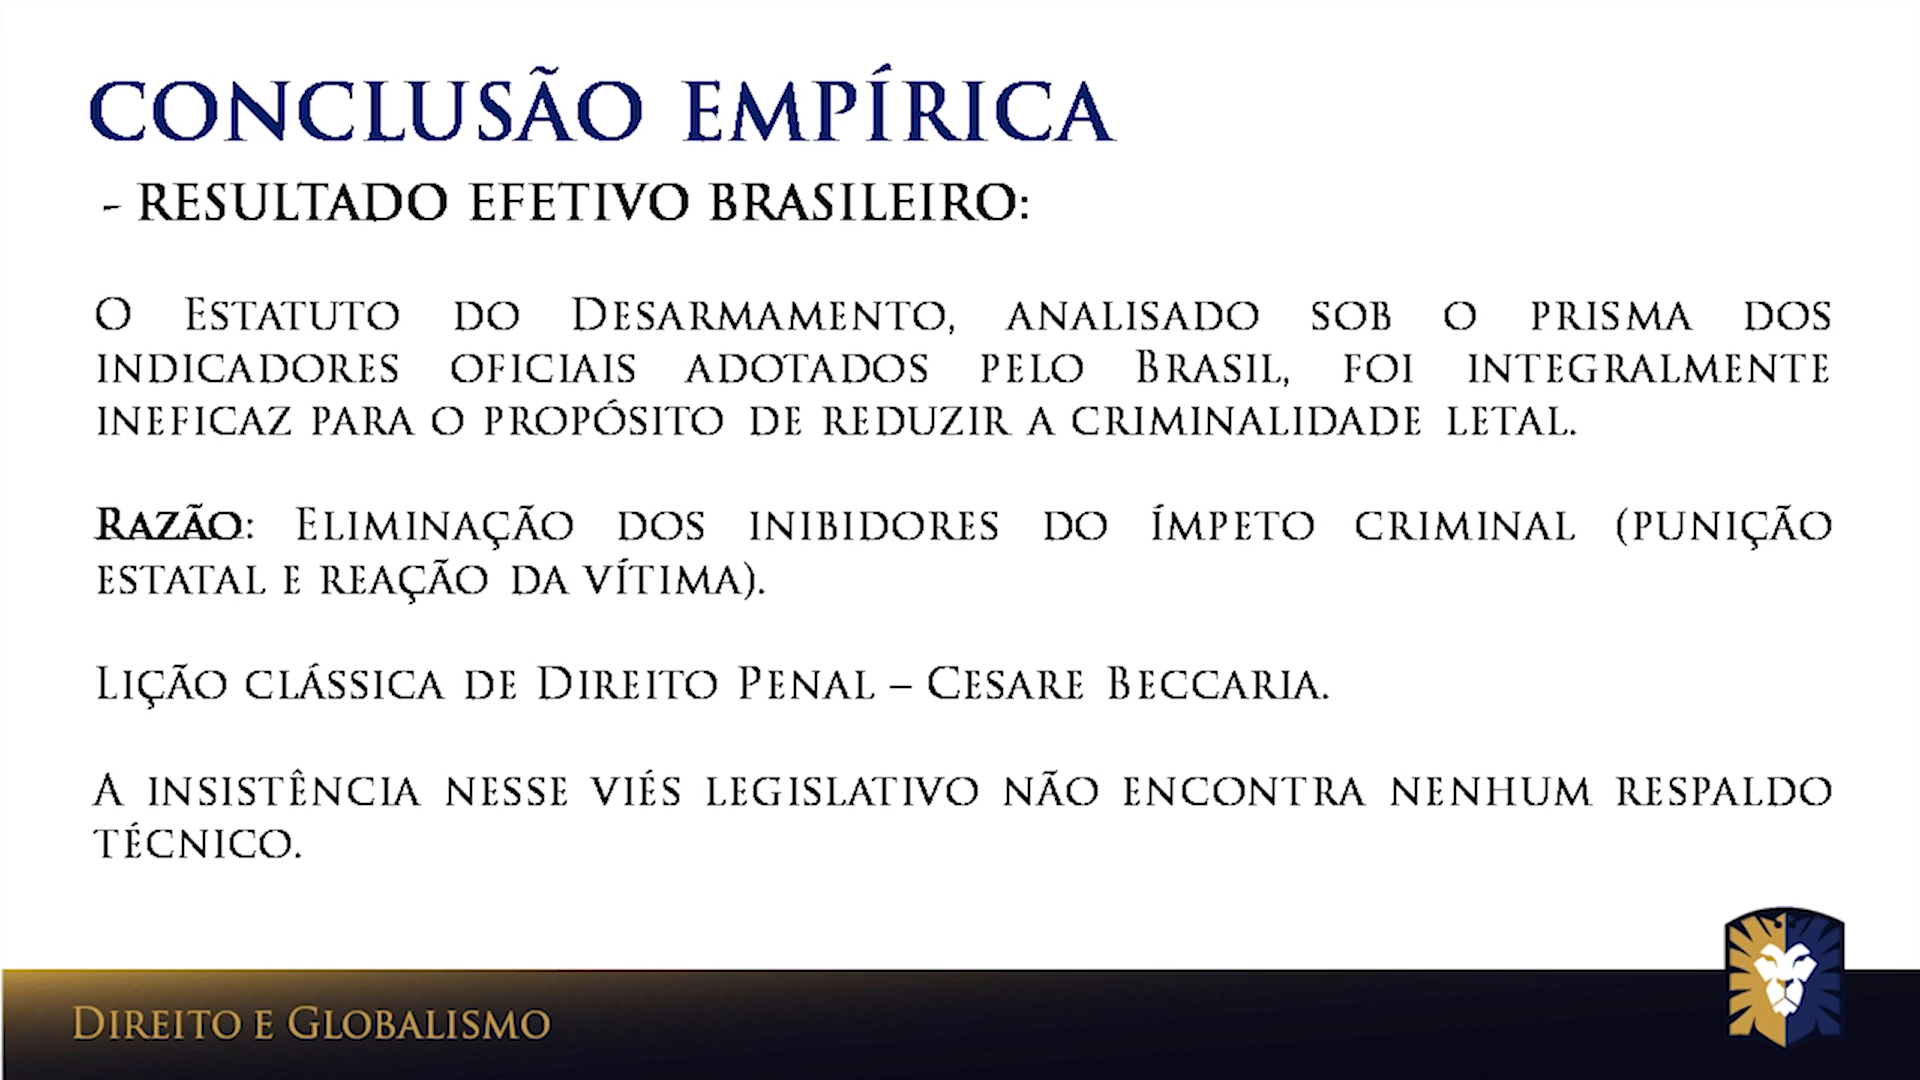 CONCLUSÃO EMPÍRICA
- RESULTADO EFETIVO BRASILEIRO:
O Estatuto do Desarmamento, analisado sob o prisma dos
indicadores oficiais adotados pelo Brasil, foi integralmente
ineficaz para o propósito de reduzir a criminalidade letal.
Razão: Eliminação dos inibidores do ímpeto criminal (punição
estatal e reação da vítima).
Lição clássica de Direito Penal – Cesare Beccaria.
A insistência nesse viés legislativo não encontra nenhum respaldo
técnico.
Direito e Globalismo